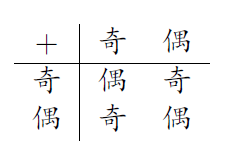 + 奇 偶
奇 偶 奇
偶 奇 偶